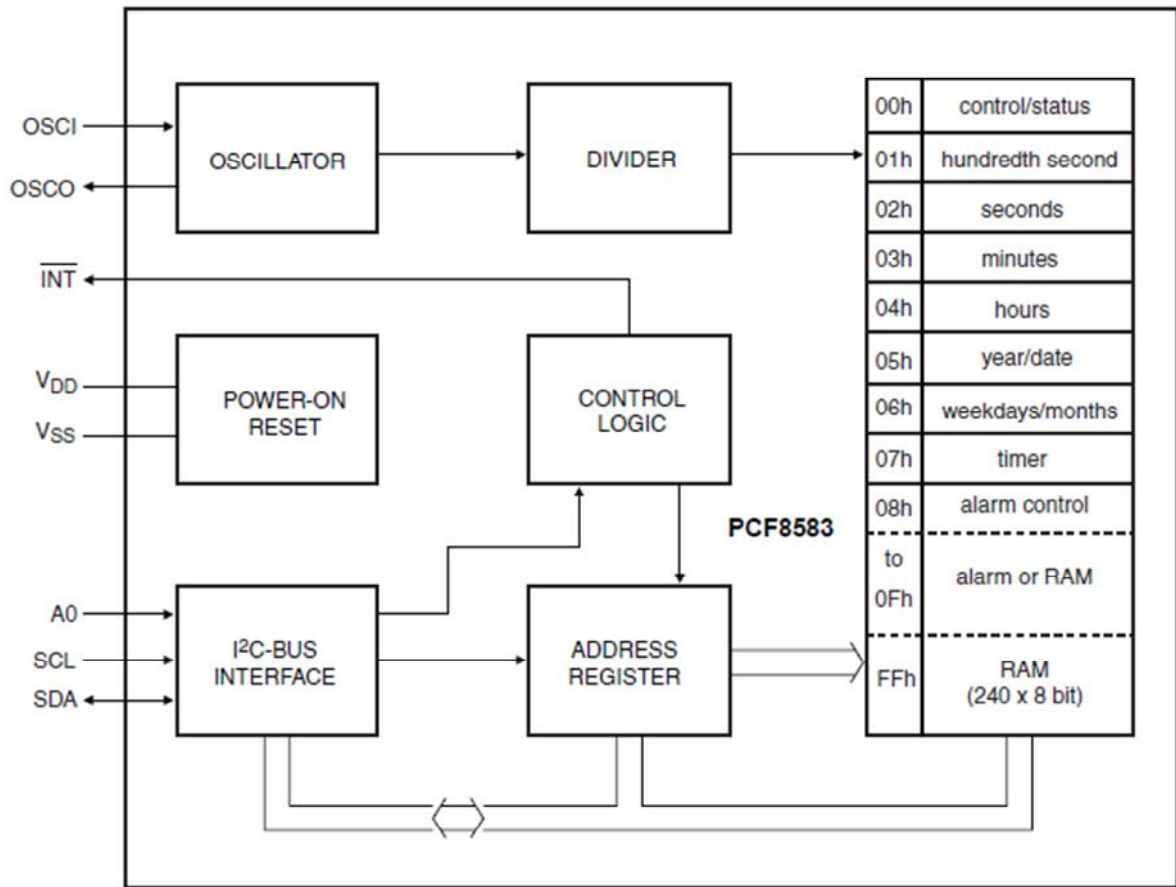 OSCI
OSCO
INT
VDD
VSS
A0
SCL
SDA
OSCILLATOR
DIVIDER
POWER-ON
RESET
CONTROL
LOGIC
PCF8583
I²C-BUS
INTERFACE
ADDRESS
REGISTER
00h control/status
01h hundredth second
02h seconds
03h minutes
04h hours
05h year/date
06h weekdays/months
07h timer
08h alarm control
to
0Fh
alarm or RAM
FFh
RAM
(240 x 8 bit)